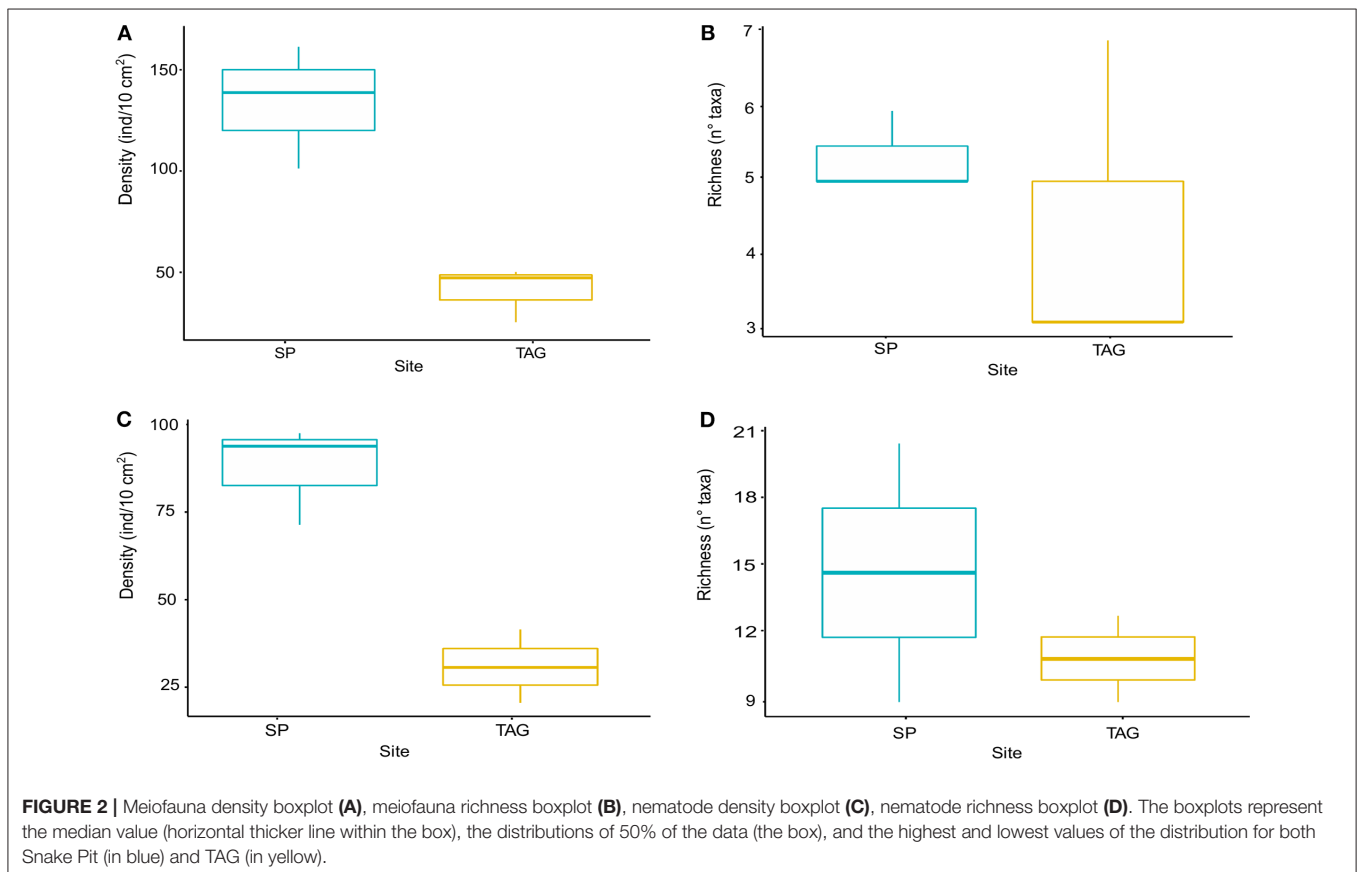 A
Density (ind/10 cm²)
150
100
50
SP
TAG
Site
B
Richnes (n° taxa)
7
6
5
4
3
SP
TAG
Site
C
Density (ind/10 cm²)
100
75
50
25
SP
TAG
Site
D
Richness (n° taxa)
21
18
15
12
9
SP
TAG
Site
FIGURE 2 | Meiofauna density boxplot (A), meiofauna richness boxplot (B), nematode density boxplot (C), nematode richness boxplot (D). The boxplots represent
the median value (horizontal thicker line within the box), the distributions of 50% of the data (the box), and the highest and lowest values of the distribution for both
Snake Pit (in blue) and TAG (in yellow).